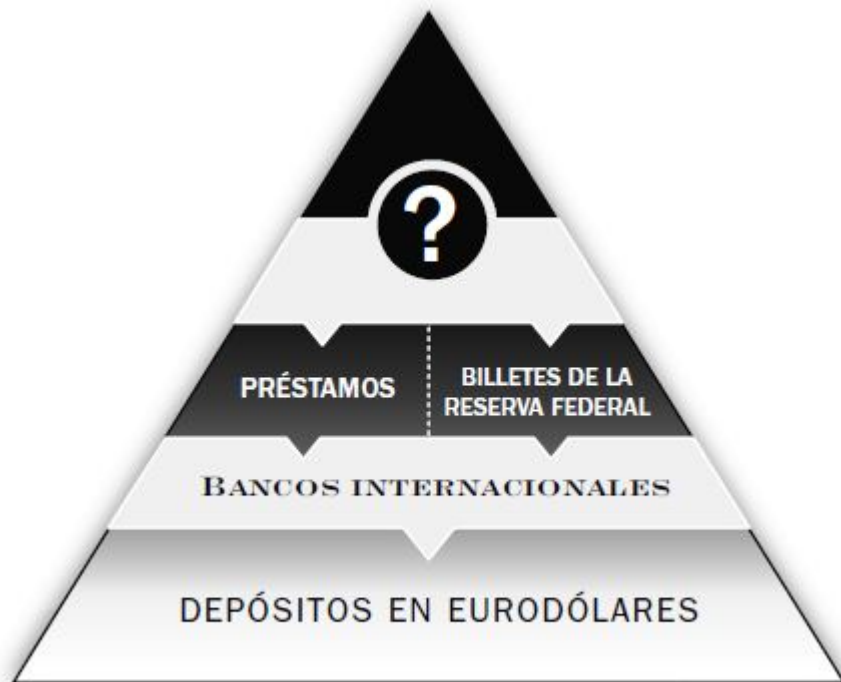 ?
PRÉSTAMOS
BILLETES DE LA
RESERVA FEDERAL
BANCOS INTERNACIONALES
DEPÓSITOS EN EURODÓLARES